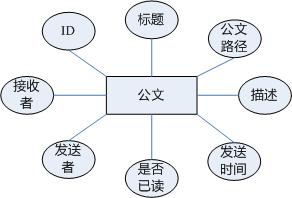 标题
ID
公文
路径
接收
者
公文
描述
发送
者
是否
已读
发送
时间